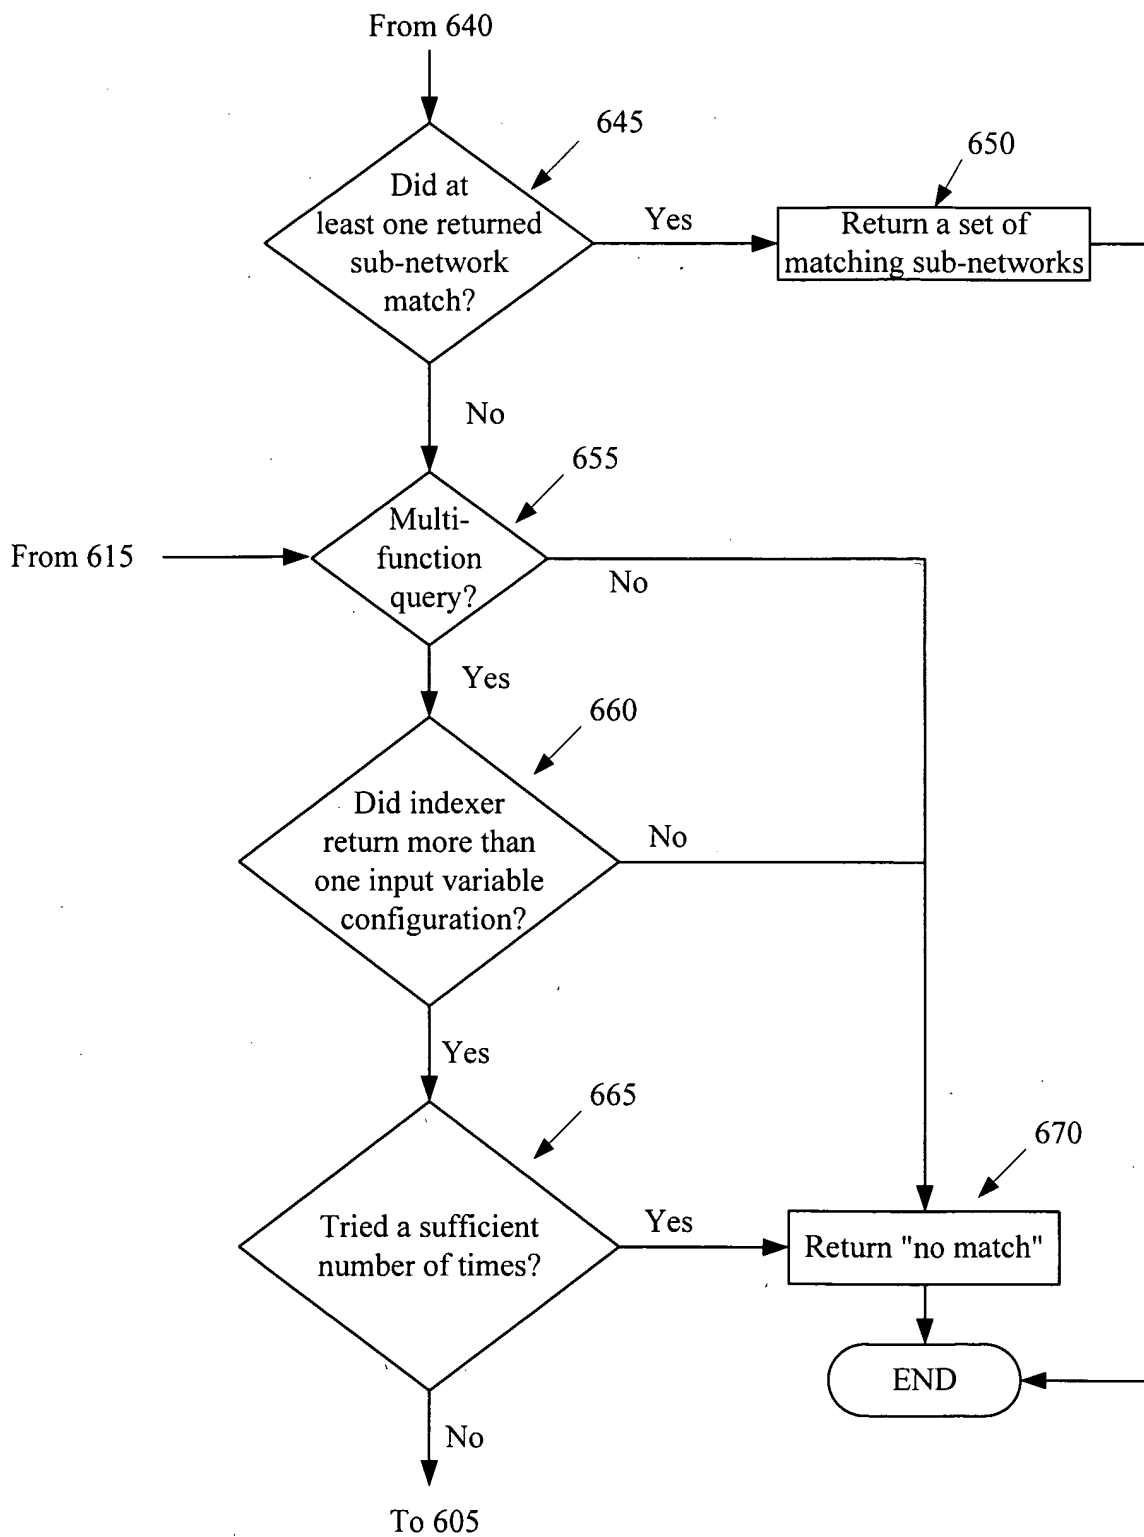 From 640
645
Did at
least one returned
sub-network
match?
Yes
650
Return a set of
matching sub-networks
No
655
From 615
Multi-
function
query?
No
Yes
660
Did indexer
return more than
one input variable
configuration?
No
Yes
665
Tried a sufficient
number of times?
Yes
670
Return "no match"
END
No
To 605